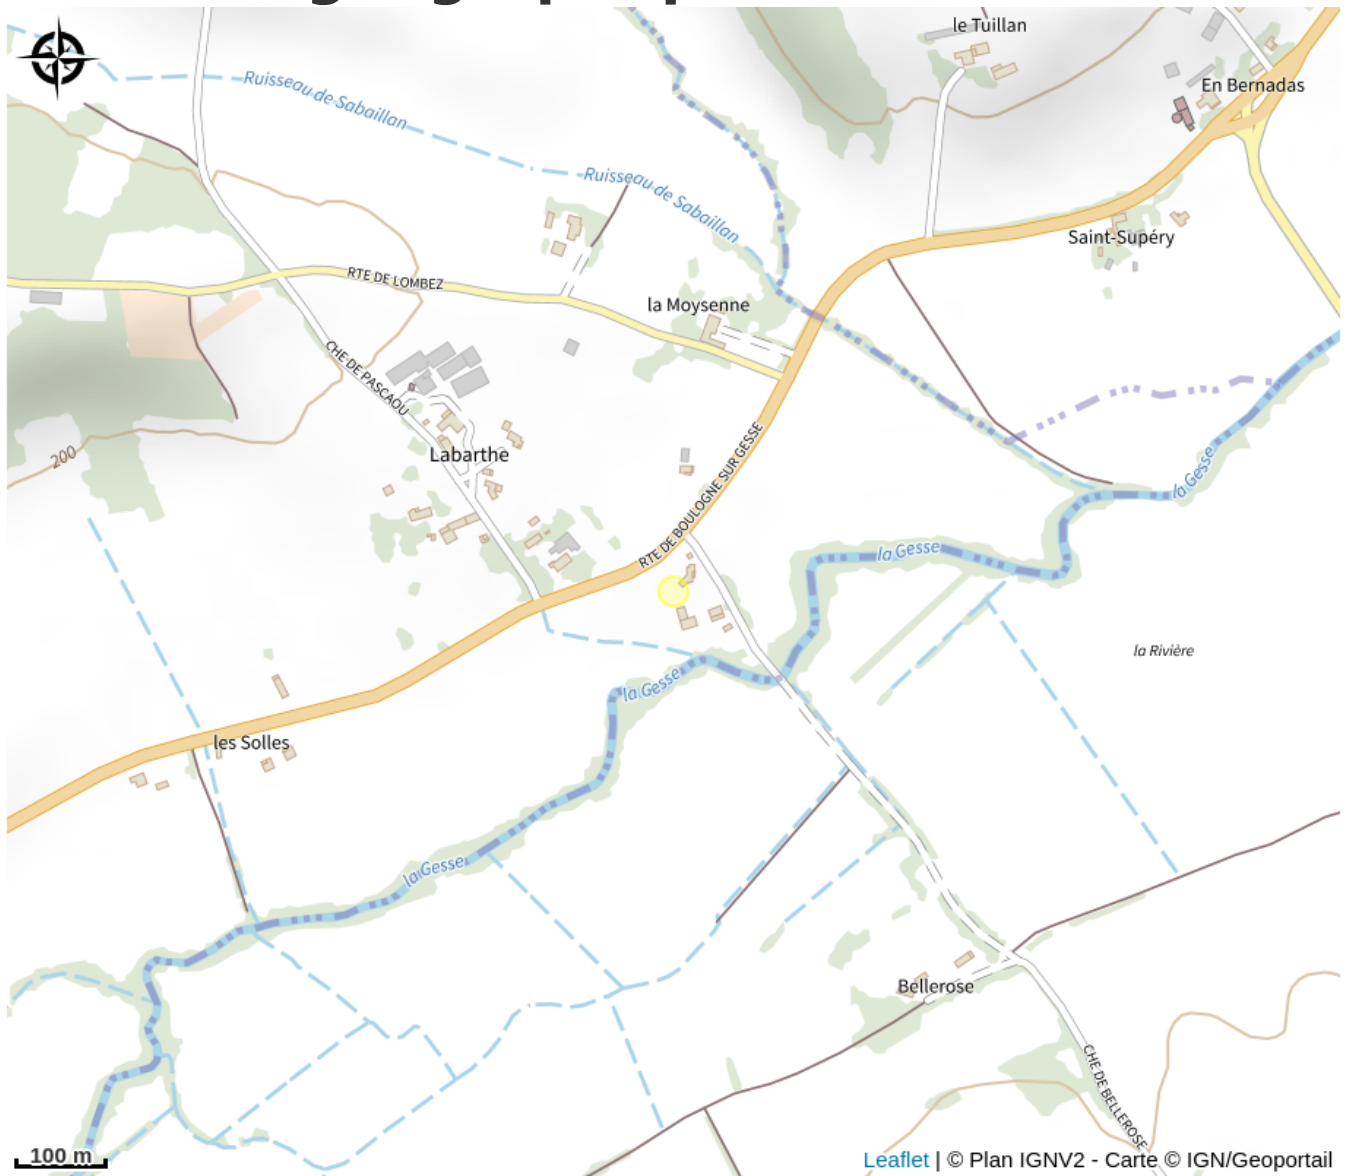 le Tuillan
En Bernadas
Ruisseau de Sabaillan
Ruisseau de Sabaillan
Saint-Supéry
RTE DE LOMBEZ
la Moysenne
CHE DE PASCAOU
Labarthe
200
RTE DE BOULOGNE SUR GESSE
la Gesse
la Gesse
la Rivière
la Gesse
les Solles
la Gesse
Bellerose
CHE DE BELLEROSE
100 m
Leaflet | © Plan IGNV2 - Carte © IGN/Geoportail